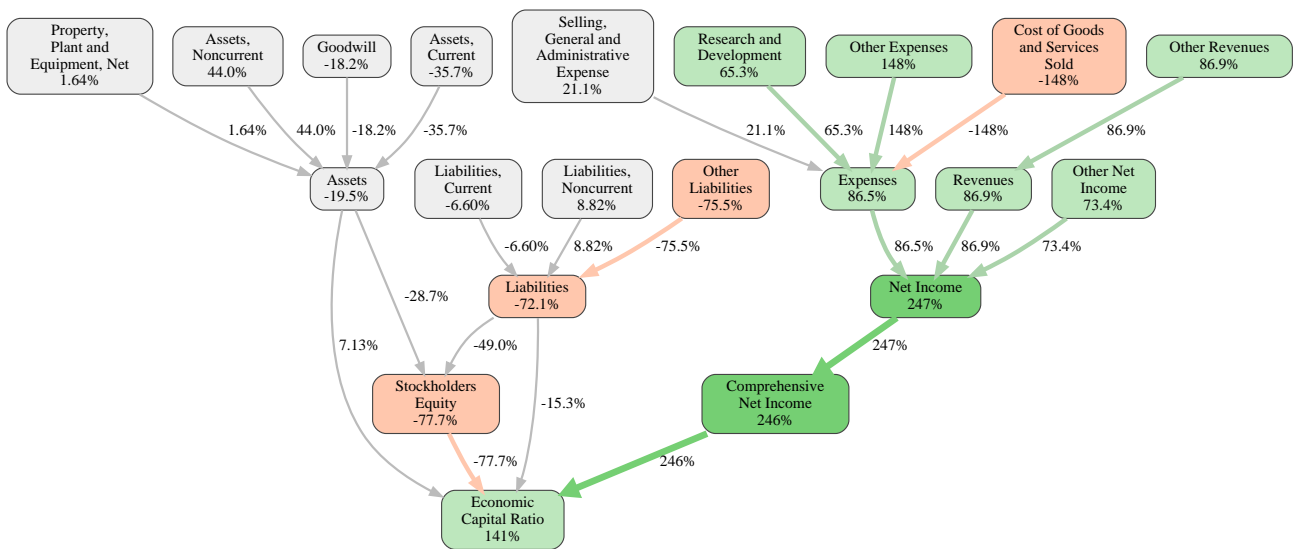 Property,
Plant and
Equipment, Net
1.64%
Assets,
Noncurrent
44.0%
Goodwill
-18.2%
Assets,
Current
-35.7%
Selling,
General and
Administrative
Expense
21.1%
Research and
Development
65.3%
Other Expenses
148%
Cost of Goods
and Services
Sold
-148%
Other Revenues
86.9%
1.64%
44.0%
-18.2%
-35.7%
21.1%
65.3%
148%
-148%
86.9%
Assets
-19.5%
Liabilities,
Current
-6.60%
Liabilities,
Noncurrent
8.82%
Other
Liabilities
-75.5%
Expenses
86.5%
Revenues
86.9%
Other Net
Income
73.4%
-6.60%
8.82%
-75.5%
86.5%
86.9%
73.4%
-28.7%
Liabilities
-72.1%
Net Income
247%
7.13%
-49.0%
247%
Stockholders
Equity
-77.7%
-15.3%
Comprehensive
Net Income
246%
-77.7%
246%
Economic
Capital Ratio
141%